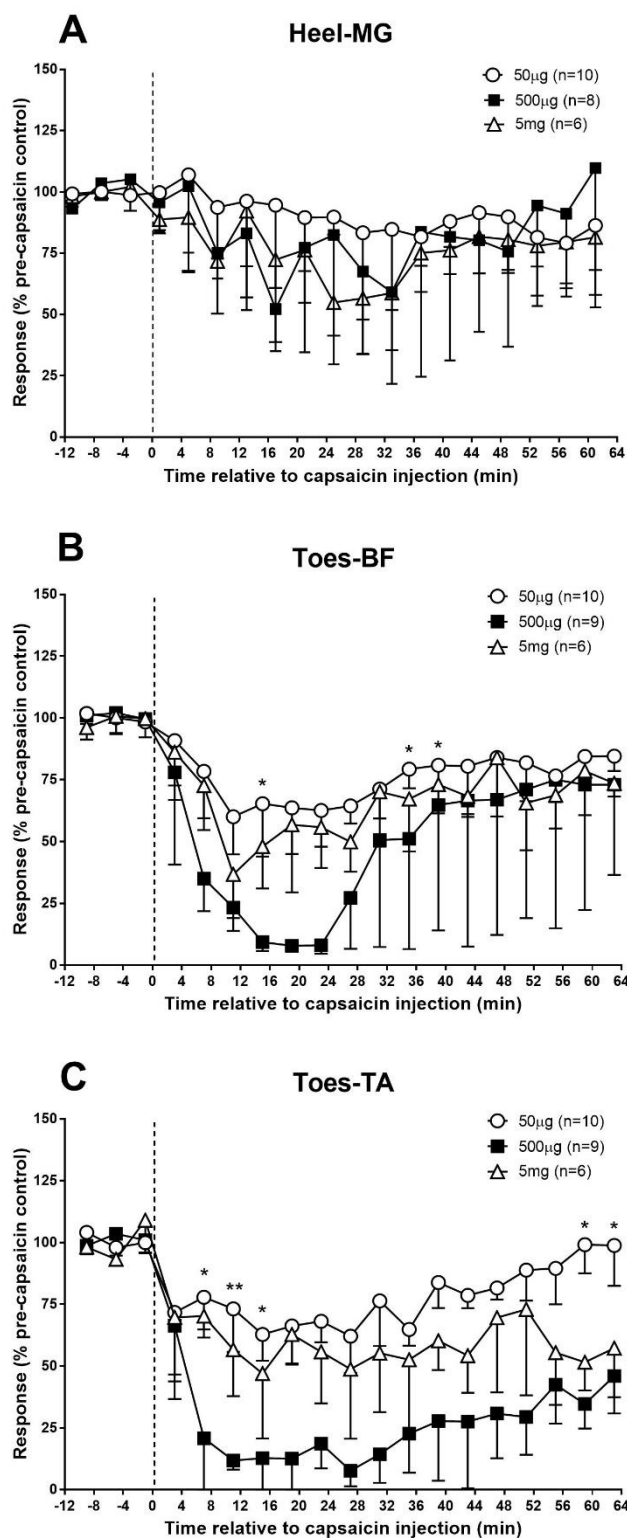 A
Heel-MG
50µg (n=10)
500µg (n=8)
5mg (n=6)
Response (% pre-capsaicin control)
150
125
100
75
50
25
0
-12 -8 -4 0 4 8 12 16 20 24 28 32 36 40 44 48 52 56 60 64
Time relative to capsaicin injection (min)
B
Toes-BF
50µg (n=10)
500µg (n=9)
5mg (n=6)
Response (% pre-capsaicin control)
150
125
100
75
50
25
0
* * *
-12 -8 -4 0 4 8 12 16 20 24 28 32 36 40 44 48 52 56 60 64
Time relative to capsaicin injection (min)
C
Toes-TA
50µg (n=10)
500µg (n=9)
5mg (n=6)
Response (% pre-capsaicin control)
150
125
100
75
50
25
0
* ** * * *
-12 -8 -4 0 4 8 12 16 20 24 28 32 36 40 44 48 52 56 60 64
Time relative to capsaicin injection (min)